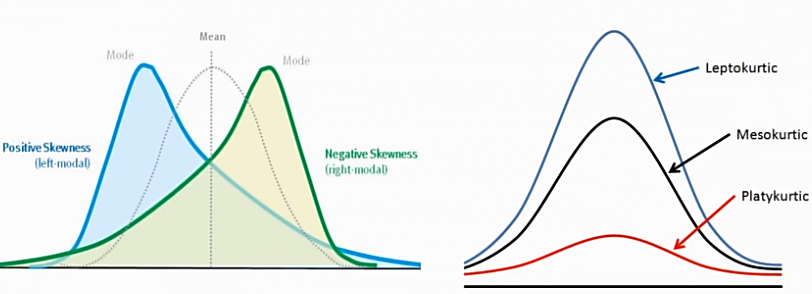 Mean
Mode
Mode
Positive Skewness
(left-modal)
Negative Skewness
(right-modal)
Leptokurtic
Mesokurtic
Platykurtic